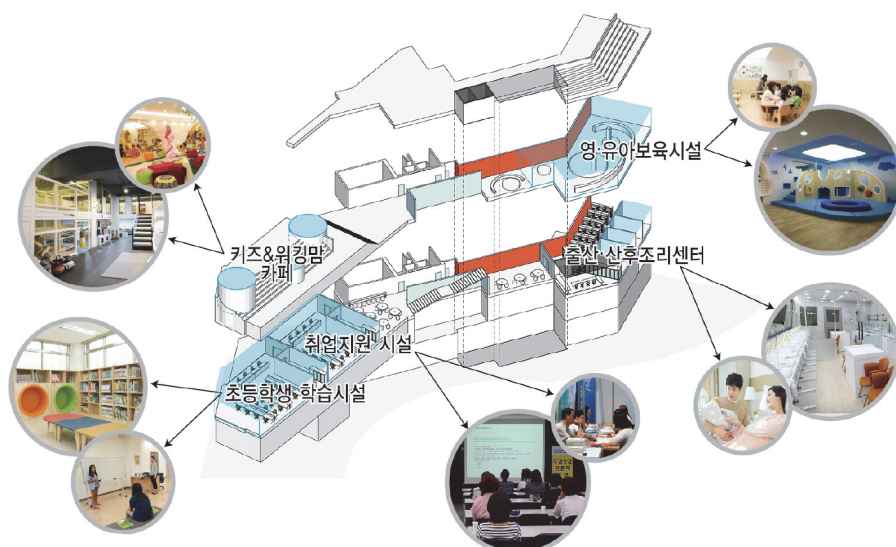 영·유아보육시설
키즈&워킹맘
카페
출산·산후조리센터
취업지원 시설
초등학생 학습시설